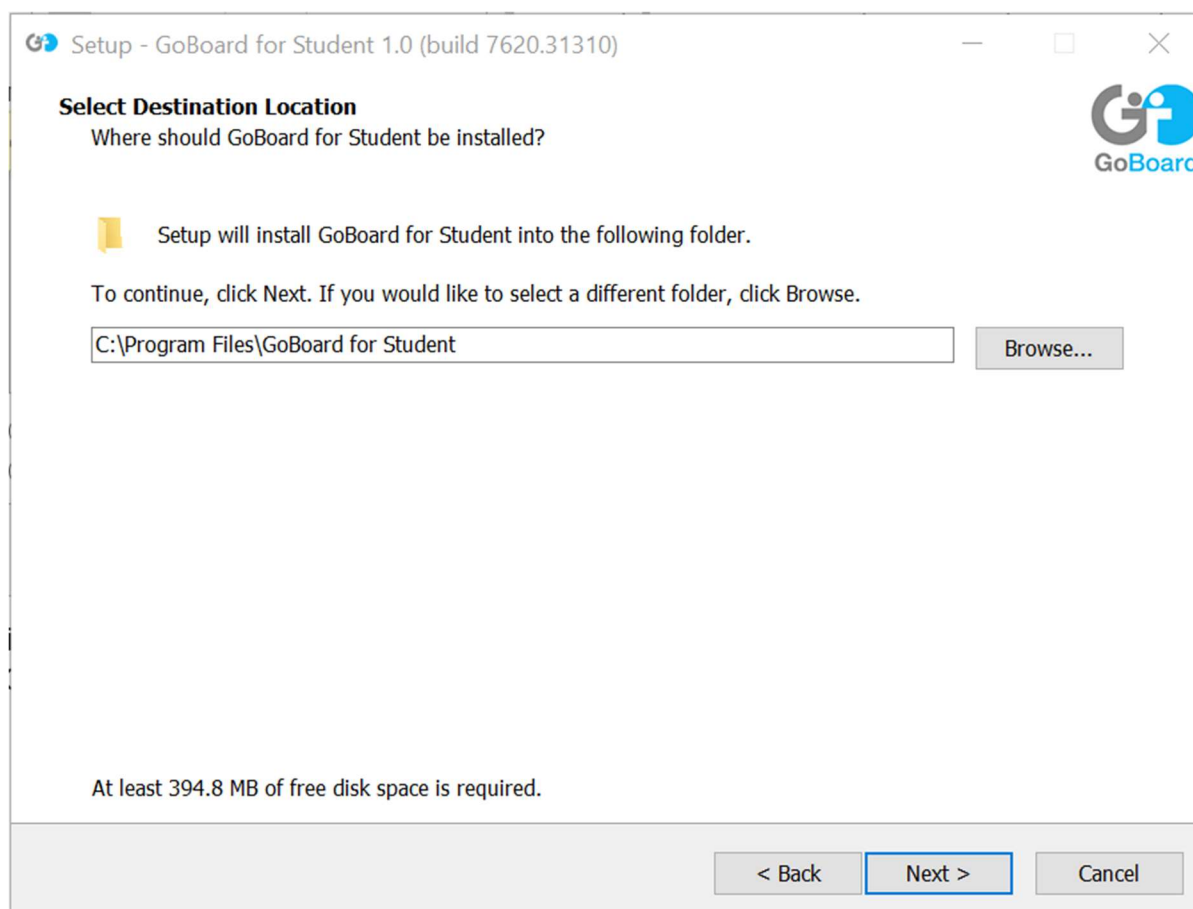 Setup - GoBoard for Student 1.0 (build 7620.31310)
Select Destination Location
Where should GoBoard for Student be installed?
GoBoard
Setup will install GoBoard for Student into the following folder.
To continue, click Next. If you would like to select a different folder, click Browse.
C:\Program Files\GoBoard for Student
Browse...
At least 394.8 MB of free disk space is required.
< Back
Next >
Cancel